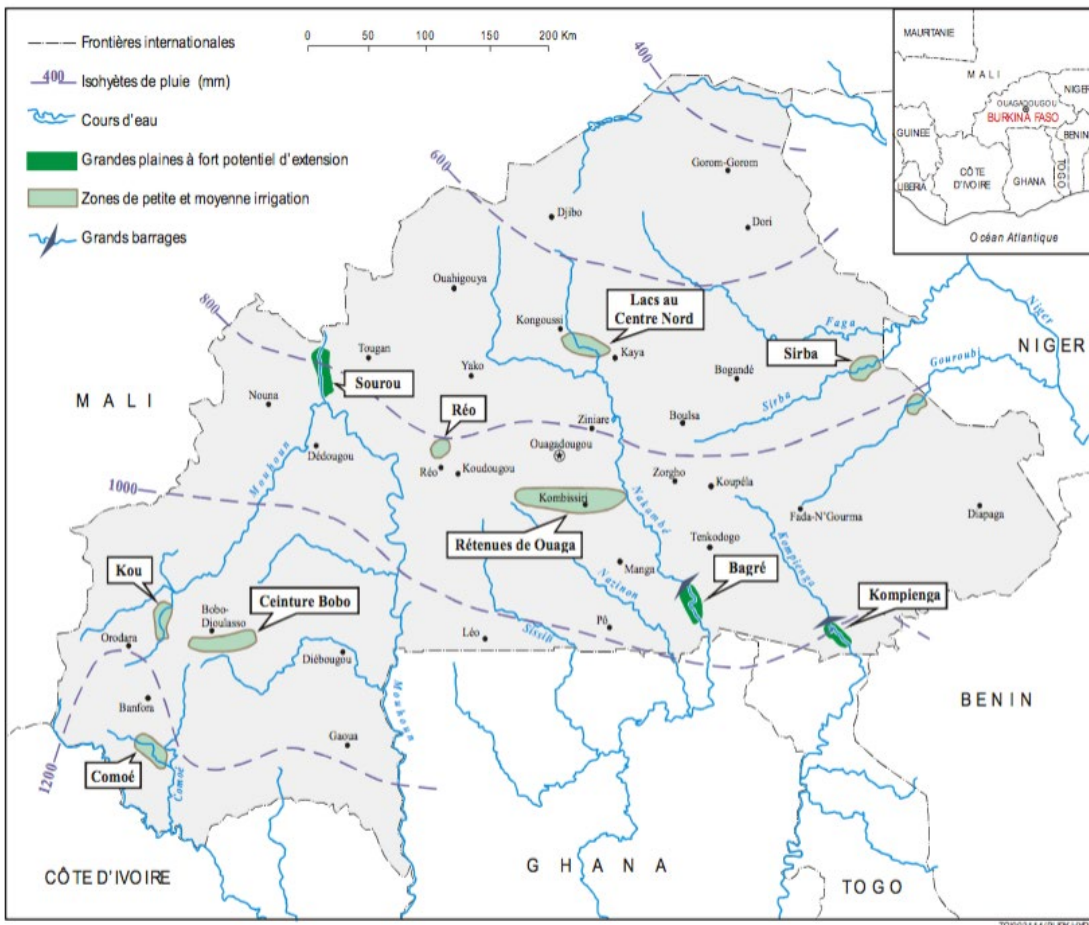 Frontières internationales
400 Isohyètes de pluie (mm)
Cours d'eau
Grandes plaines à fort potentiel d'extension
Zones de petite et moyenne irrigation
Grands barrages
0 50 100 150 200 Km
MAURITANIE
MALI
NIGER
OUAGADOUGOU
BURKINA FASO
GUINEE
BENIN
CÔTE
D'IVOIRE
GHANA
TOGO
LIBERIA
Océan Atlantique
400
600
800
1000
1200
Gorom-Gorom
Djibo
Dori
Ouahigouya
Lacs au
Centre Nord
Kongoussi
Kaya
Faga
Niger
NIGER
Sirba
Gouroubi
Tougan
Sourou
Yako
Bogandé
Sirba
MALI
Nouna
Réo
Ziniare
Boulsa
Ouagadougou
Dédougou
Réo
Koudougou
Zorgho
Koupéla
Mouhoun
Kombissiri
Nakambé
Fada-N'Gourma
Diapaga
Rétenues de Ouaga
Tenkodogo
Kompienga
Kou
Manga
Bagré
Nazinon
Kompienga
Ceinture Bobo
Bobo-
Dioulasso
Orodara
Léo
Sissili
Pô
Diébougou
Mouhoun
BENIN
Banfora
Gaoua
Comoé
Comoé
CÔTE D'IVOIRE
GHANA
TOGO